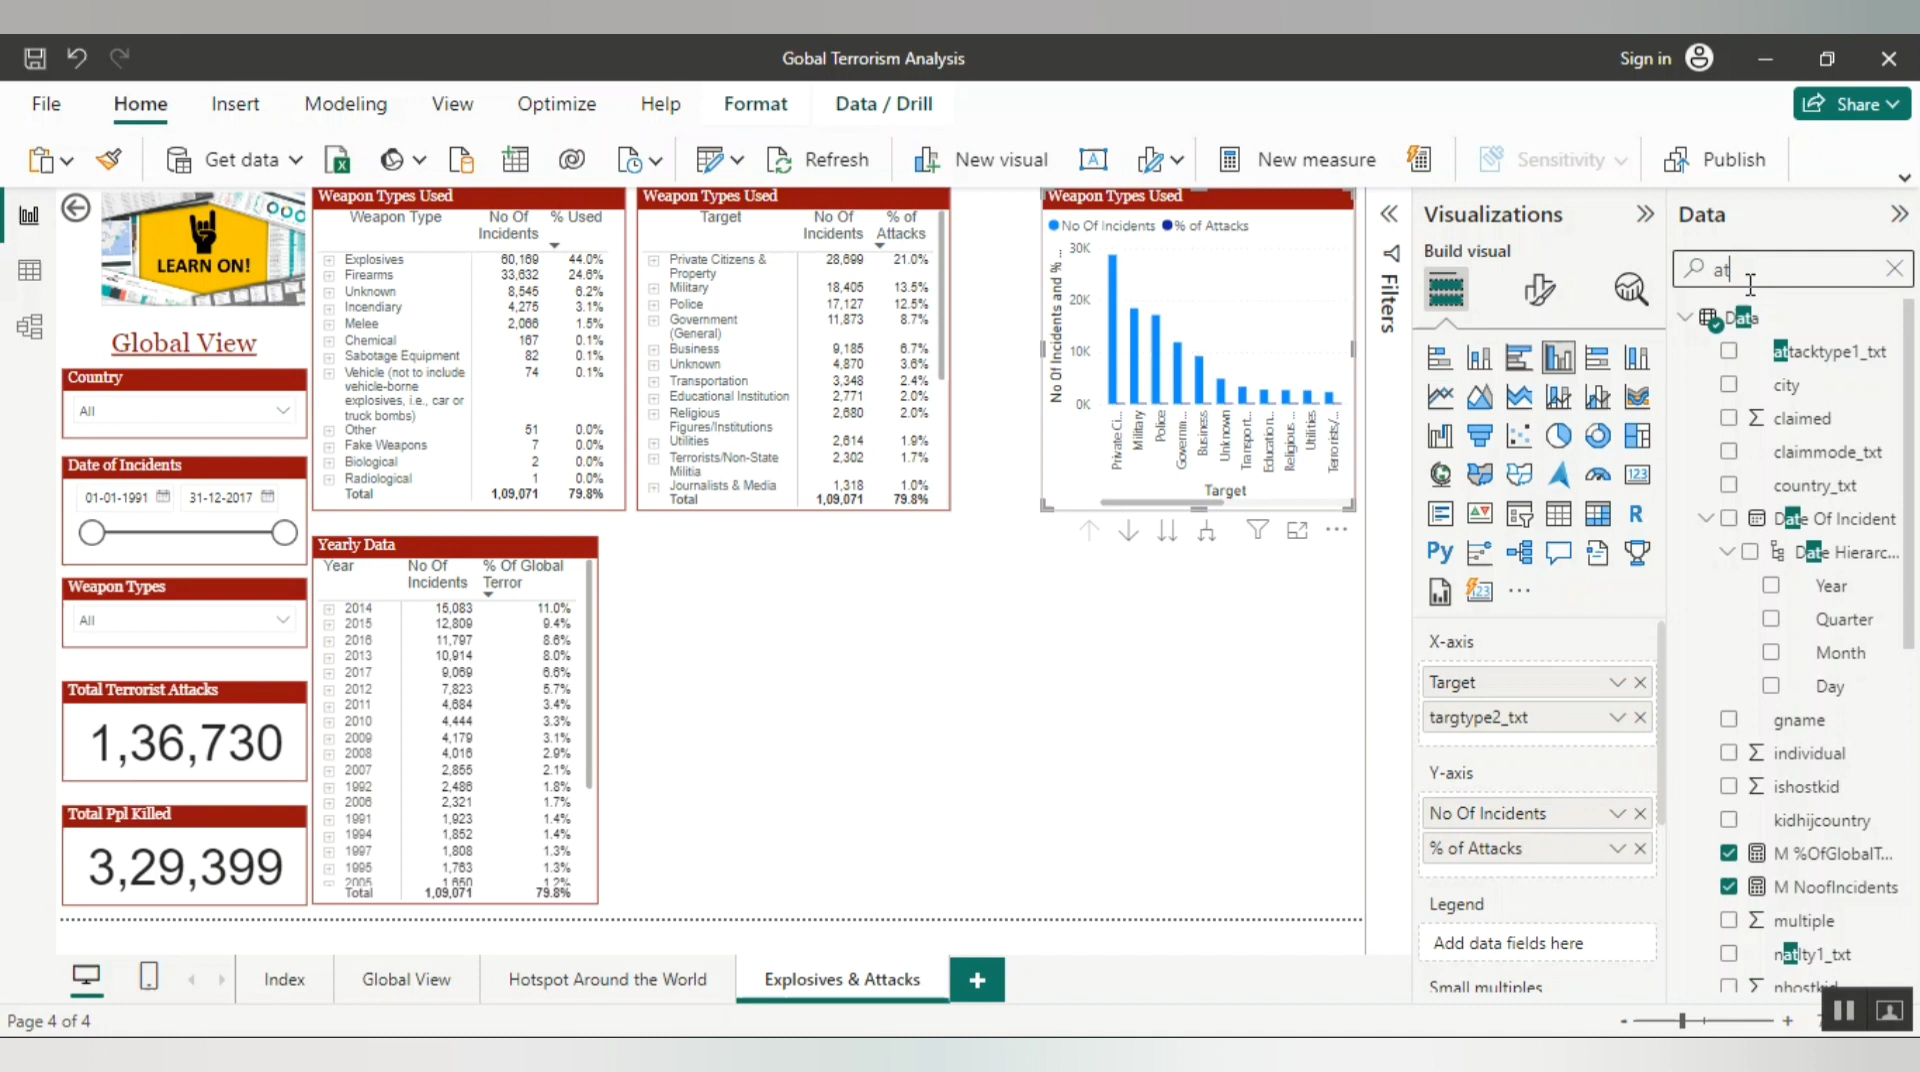 Gobal Terrorism Analysis
Sign in
File
Home
Insert
Modeling
View
Optimize
Help
Format
Data / Drill
Share
Get data
Refresh
New visual
New measure
Sensitivity
Publish
LEARN ON!
Global View
Country
All
Date of Incidents
01-01-1991
31-12-2017
Weapon Types
All
Total Terrorist Attacks
1,36,730
Total Ppl Killed
3,29,399
Weapon Types Used
Weapon Type No Of Incidents % Used
Explosives 60,169 44.0%
Firearms 33,632 24.6%
Unknown 8,545 6.2%
Incendiary 4,275 3.1%
Melee 2,066 1.5%
Chemical 167 0.1%
Sabotage Equipment 82 0.1%
Vehicle (not to include 74 0.1%
vehicle-borne
explosives, i.e., car or
truck bombs)
Other 51 0.0%
Fake Weapons 7 0.0%
Biological 2 0.0%
Radiological 1 0.0%
Total 1,09,071 79.8%
Weapon Types Used
Target No Of Incidents % of Attacks
Private Citizens & 28,699 21.0%
Property
Military 18,405 13.5%
Police 17,127 12.5%
Government 11,873 8.7%
(General)
Business 9,185 6.7%
Unknown 4,870 3.6%
Transportation 3,348 2.4%
Educational Institution 2,771 2.0%
Religious 2,680 2.0%
Figures/Institutions
Utilities 2,614 1.9%
Terrorists/Non-State 2,302 1.7%
Militia
Journalists & Media 1,318 1.0%
Total 1,09,071 79.8%
Yearly Data
Year No Of Incidents % Of Global Terror
2014 15,083 11.0%
2015 12,809 9.4%
2016 11,797 8.6%
2013 10,914 8.0%
2017 9,069 6.6%
2012 7,823 5.7%
2011 4,684 3.4%
2010 4,444 3.3%
2009 4,179 3.1%
2008 4,016 2.9%
2007 2,855 2.1%
1992 2,486 1.8%
2006 2,321 1.7%
1991 1,923 1.4%
1994 1,852 1.4%
1997 1,808 1.3%
1995 1,763 1.3%
2005 1,650 1.2%
Total 1,09,071 79.8%
Weapon Types Used
No Of Incidents % of Attacks
No Of Incidents and % ...
30K
20K
10K
0K
Private Ci...
Military
Police
Governm...
Business
Unknown
Transport...
Education...
Religious ...
Utilities
Terrorists/...
Target
Filters
Visualizations
Build visual
123
R
Py
123
X-axis
Target
targtype2_txt
Y-axis
No Of Incidents
% of Attacks
Legend
Add data fields here
Small multiples
Data
at
Data
attacktype1_txt
city
claimed
claimmode_txt
country_txt
Date Of Incident
Date Hierarc...
Year
Quarter
Month
Day
gname
individual
ishostkid
kidhijcountry
M %OfGlobalT...
M NoofIncidents
multiple
natlty1_txt
nhostkid
Index
Global View
Hotspot Around the World
Explosives & Attacks
Page 4 of 4